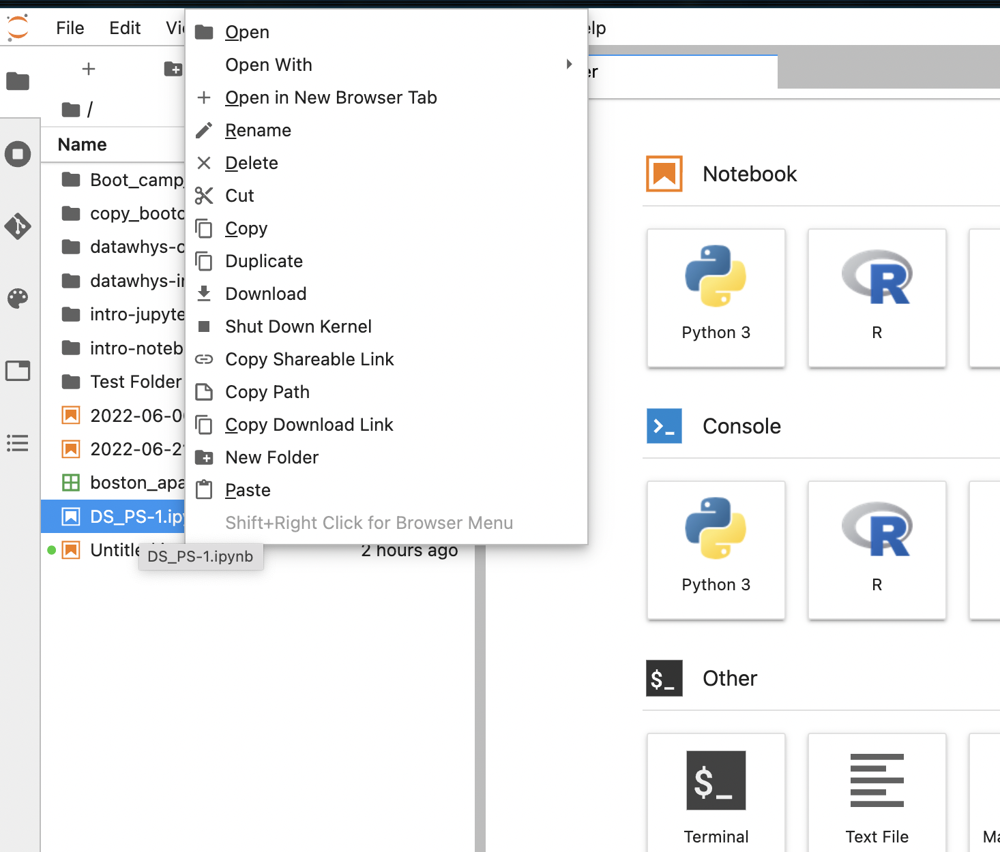 File Edit
Open
Open With
Open in New Browser Tab
Rename
Delete
Cut
Copy
Duplicate
Download
Shut Down Kernel
Copy Shareable Link
Copy Path
Copy Download Link
New Folder
Paste
Shift+Right Click for Browser Menu
/
Name
Boot_camp
copy_bootc
datawhys-c
datawhys-i
intro-jupyte
intro-noteb
Test Folder
2022-06-0
2022-06-2
boston_apa
DS_PS-1.ipy
Untitle
2 hours ago
DS_PS-1.ipynb
Notebook
Python 3
R
Console
Python 3
R
Other
$_
$_
Terminal
Text File
Ma